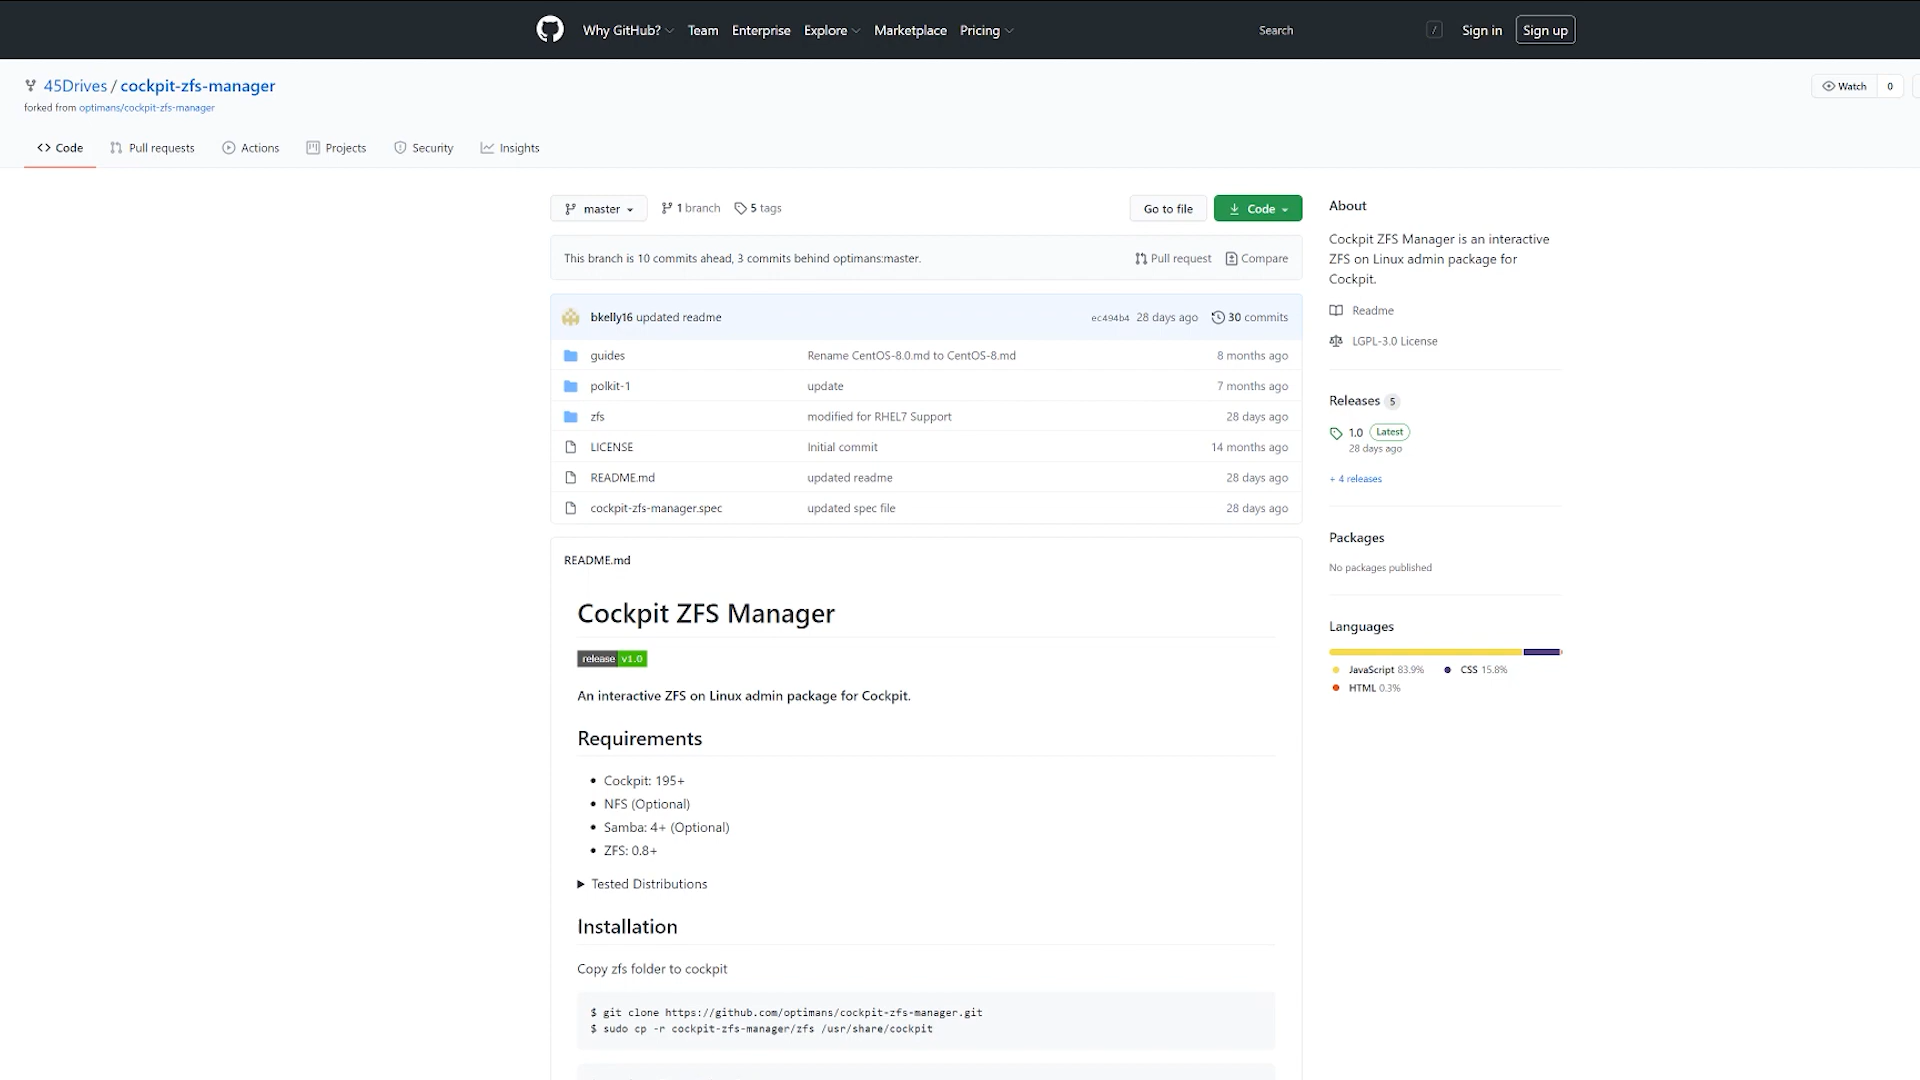 Why GitHub? Team Enterprise Explore Marketplace Pricing Search / Sign in Sign up
45Drives / cockpit-zfs-manager
Watch 0
forked from optimans/cockpit-zfs-manager
Code Pull requests Actions Projects Security Insights
master 1 branch 5 tags Go to file Code
This branch is 10 commits ahead, 3 commits behind optimans:master. Pull request Compare
bkelly16 updated readme ec494b4 28 days ago 30 commits
guides Rename CentOS-8.0.md to CentOS-8.md 8 months ago
polkit-1 update 7 months ago
zfs modified for RHEL7 Support 28 days ago
LICENSE Initial commit 14 months ago
README.md updated readme 28 days ago
cockpit-zfs-manager.spec updated spec file 28 days ago
README.md
Cockpit ZFS Manager
release v1.0
An interactive ZFS on Linux admin package for Cockpit.
Requirements
Cockpit: 195+
NFS (Optional)
Samba: 4+ (Optional)
ZFS: 0.8+
Tested Distributions
Installation
Copy zfs folder to cockpit
$ git clone https://github.com/optimans/cockpit-zfs-manager.git
$ sudo cp -r cockpit-zfs-manager/zfs /usr/share/cockpit
About
Cockpit ZFS Manager is an interactive
ZFS on Linux admin package for
Cockpit.
Readme
LGPL-3.0 License
Releases 5
1.0 Latest
28 days ago
+ 4 releases
Packages
No packages published
Languages
JavaScript 83.9% CSS 15.8%
HTML 0.3%